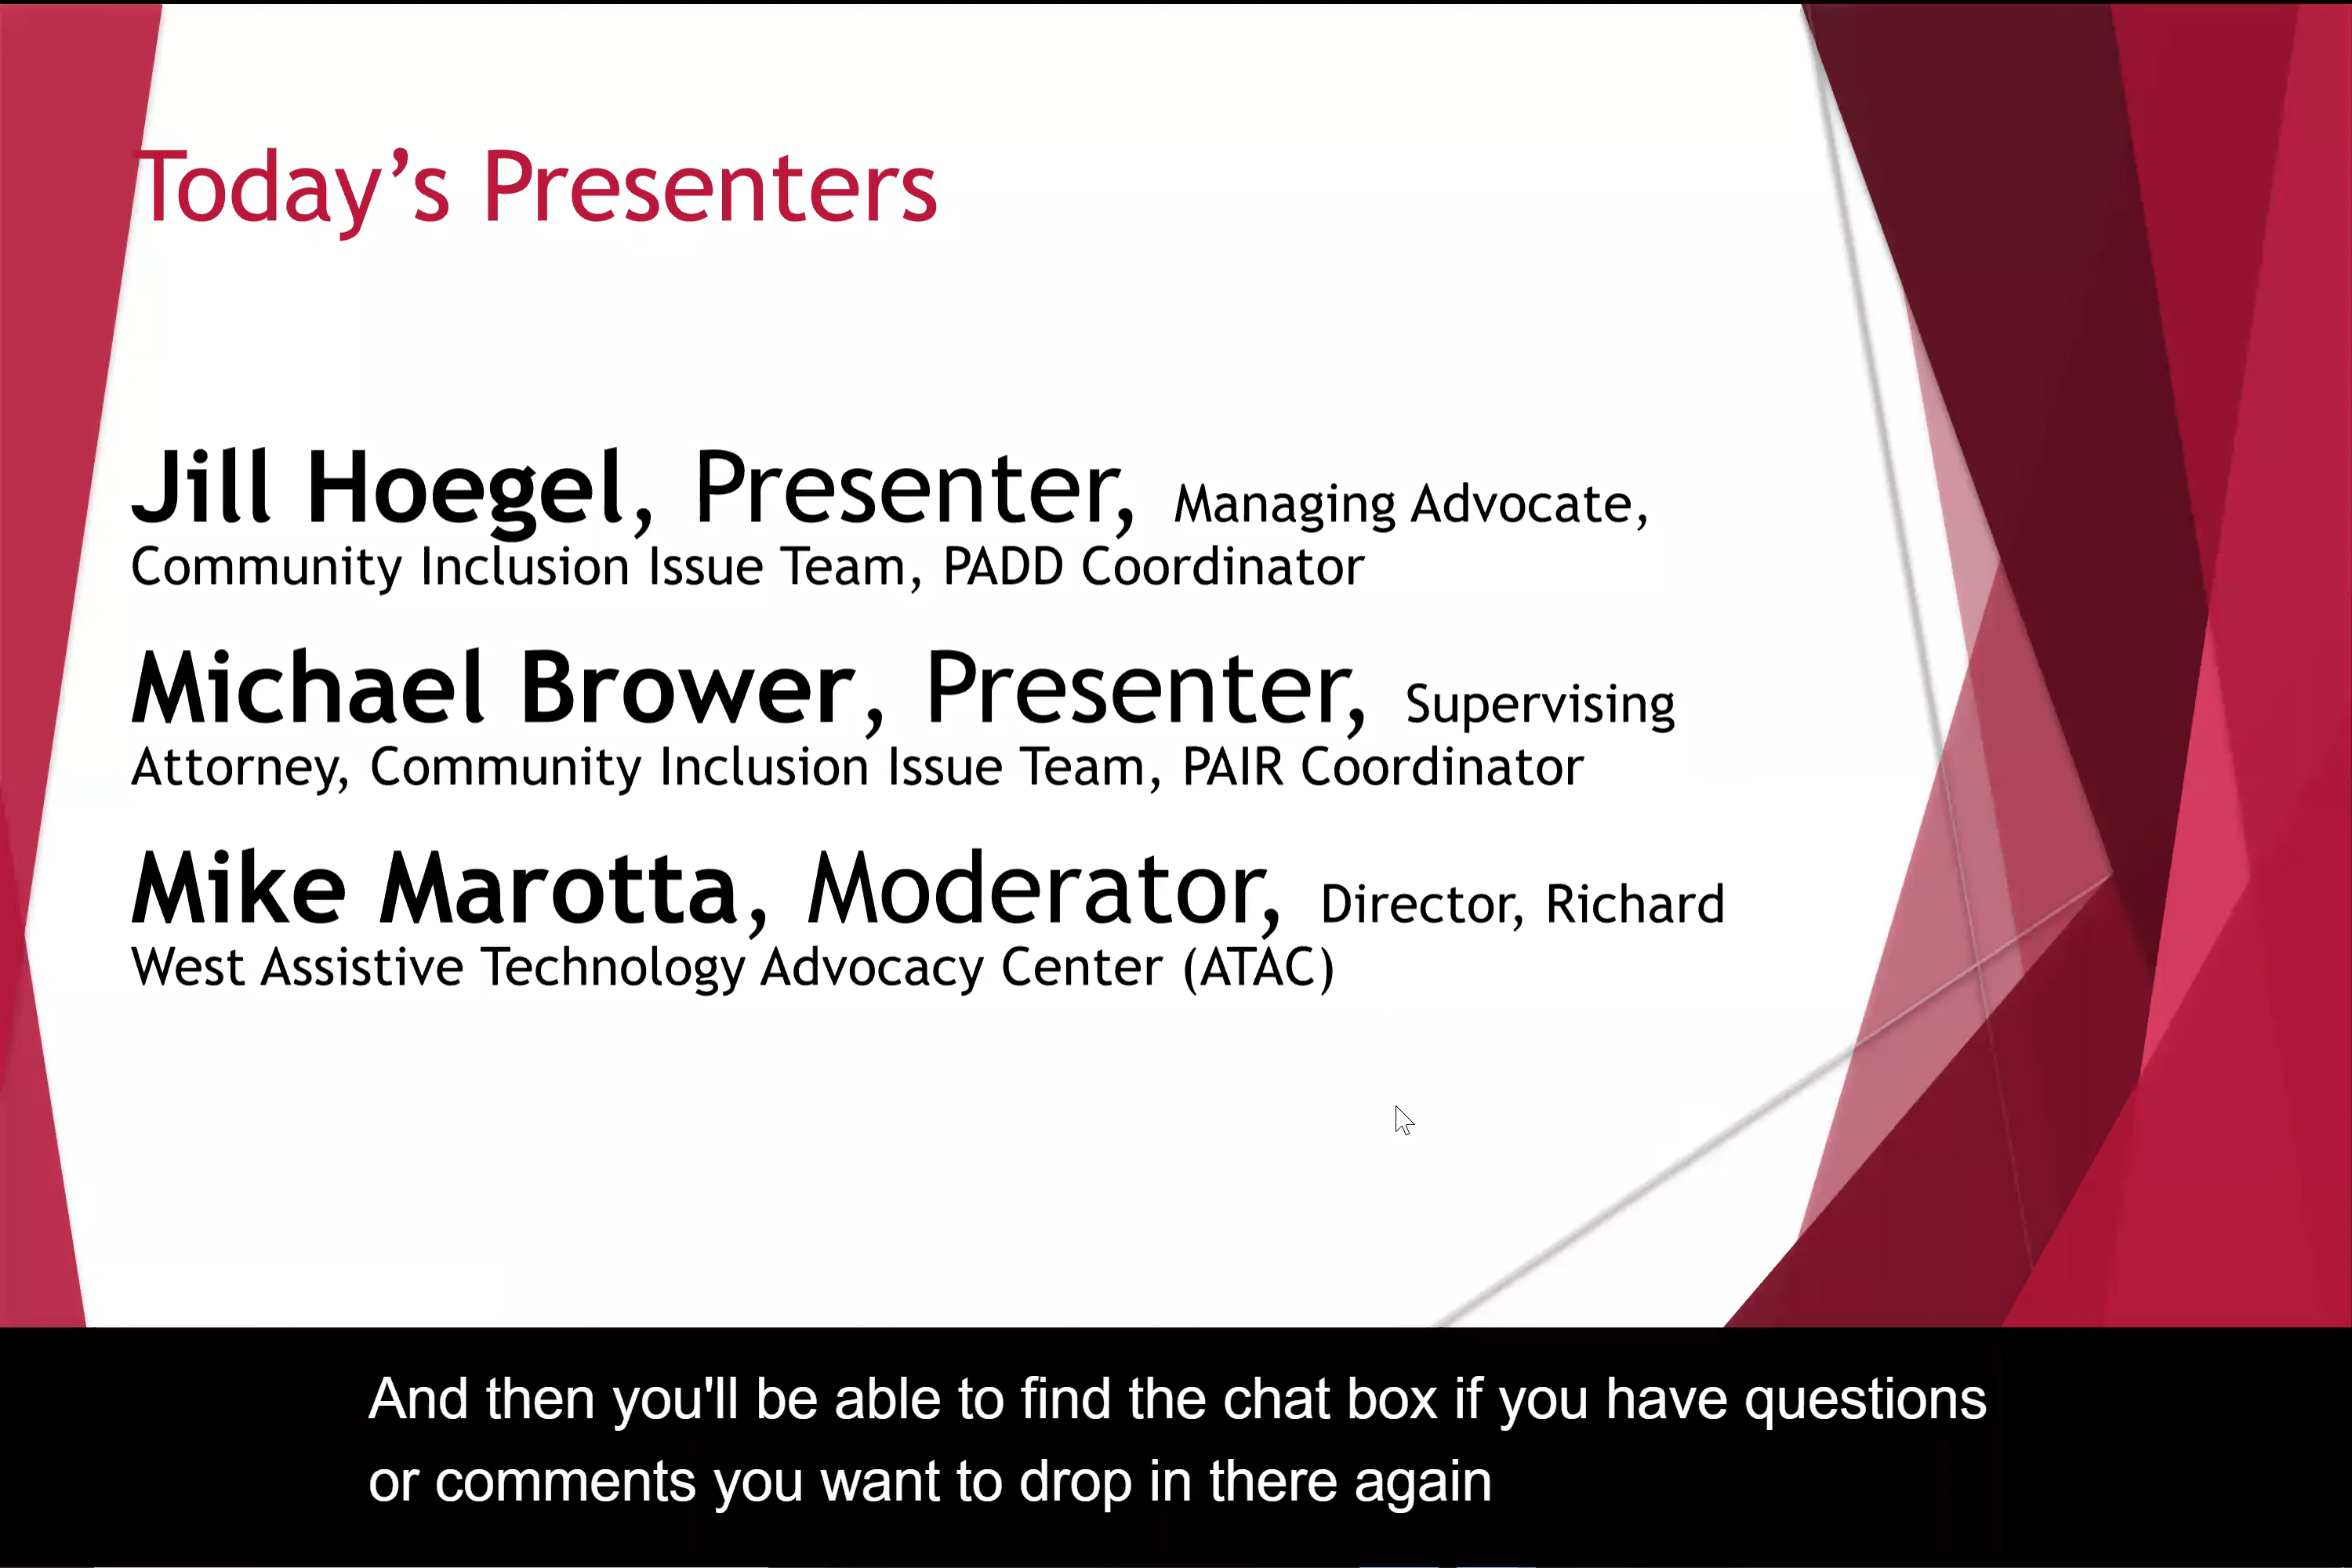 Today’s Presenters
Jill Hoegel, Presenter, Managing Advocate,
Community Inclusion Issue Team, PADD Coordinator
Michael Brower, Presenter, Supervising
Attorney, Community Inclusion Issue Team, PAIR Coordinator
Mike Marotta, Moderator, Director, Richard
West Assistive Technology Advocacy Center (ATAC)
And then you'll be able to find the chat box if you have questions
or comments you want to drop in there again